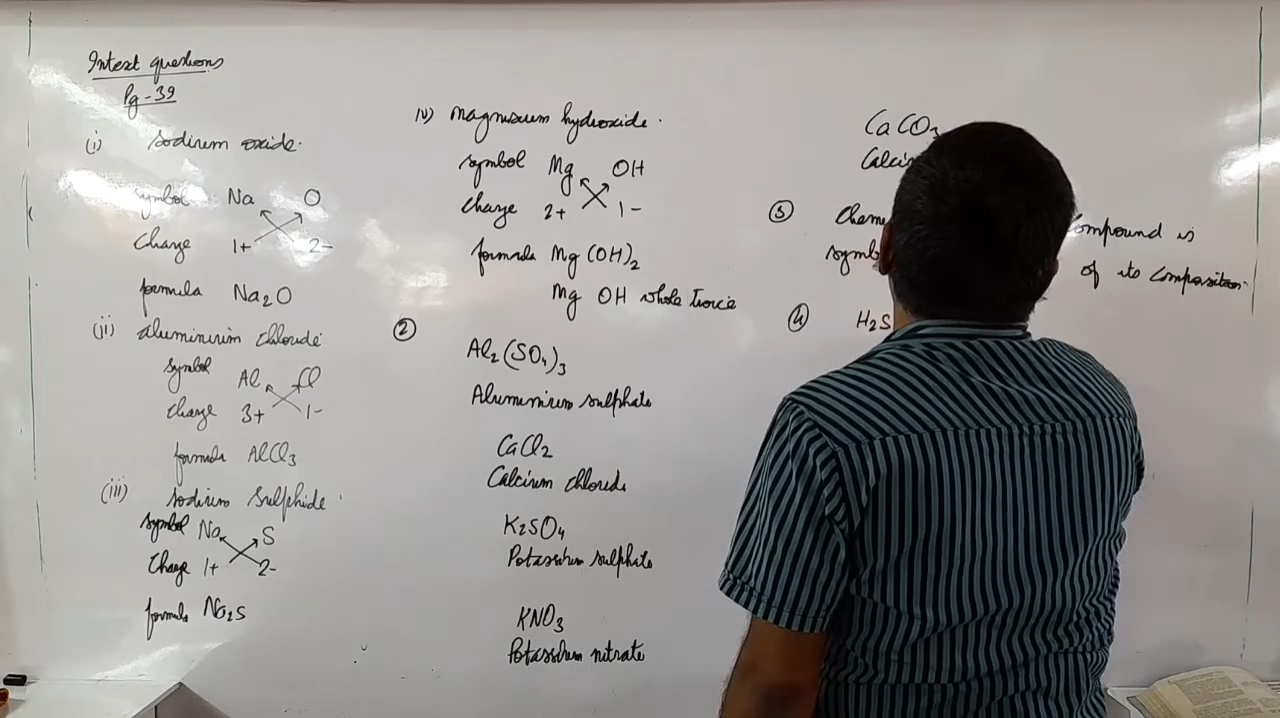 Intext questions
Pg-39
(i) sodium oxide.
symbol Na O
Charge 1+ 2-
formula Na2O
(ii) aluminium chloride
symbol Al Cl
charge 3+ 1-
formula AlCl3
(iii) sodium Sulphide
symbol Na S
Charge 1+ 2-
formula Na2S
iv) magnesium hydroxide.
symbol Mg OH
Charge 2+ 1-
formula Mg(OH)2
Mg OH whole twice
2
Al2(SO4)3
Aluminium sulphate
CaCl2
Calcium chloride
K2SO4
Potassium sulphate
KNO3
Potassium nitrate
CaCO3
Calci
3 Chem compound is
symb of its composition.
4 H2S